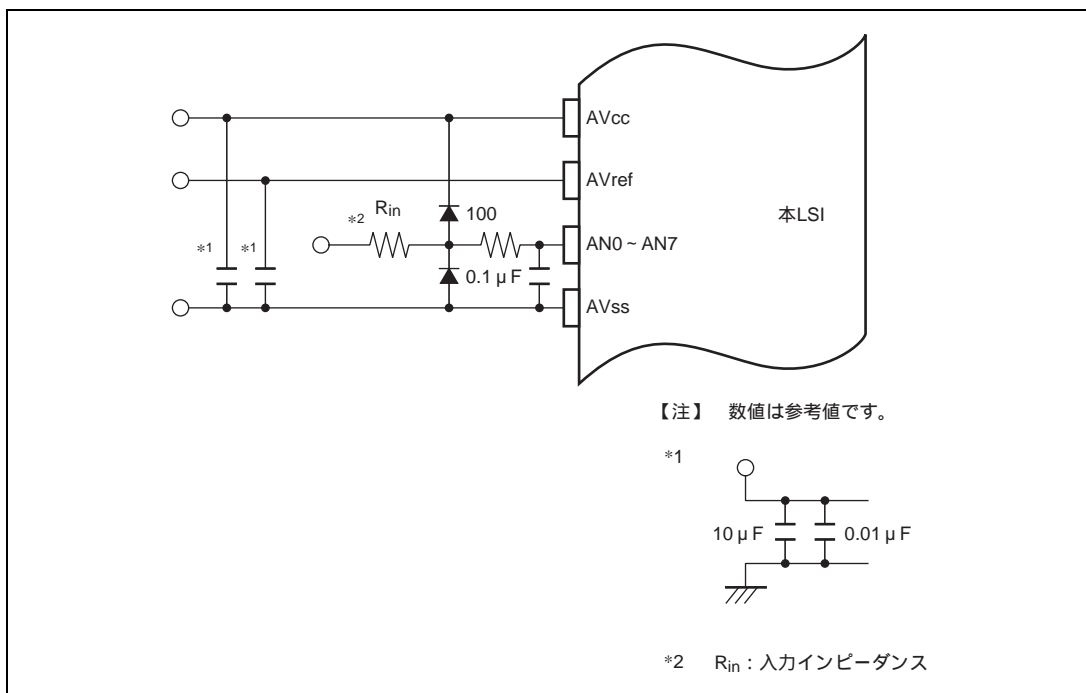 AVcc
AVref
*2 Rin
100
本LSI
*1
*1
AN0 ~ AN7
0.1 μ F
AVss
【注】 数値は参考値です。
*1
10 μ F
0.01 μ F
*2 Rin : 入力インピーダンス